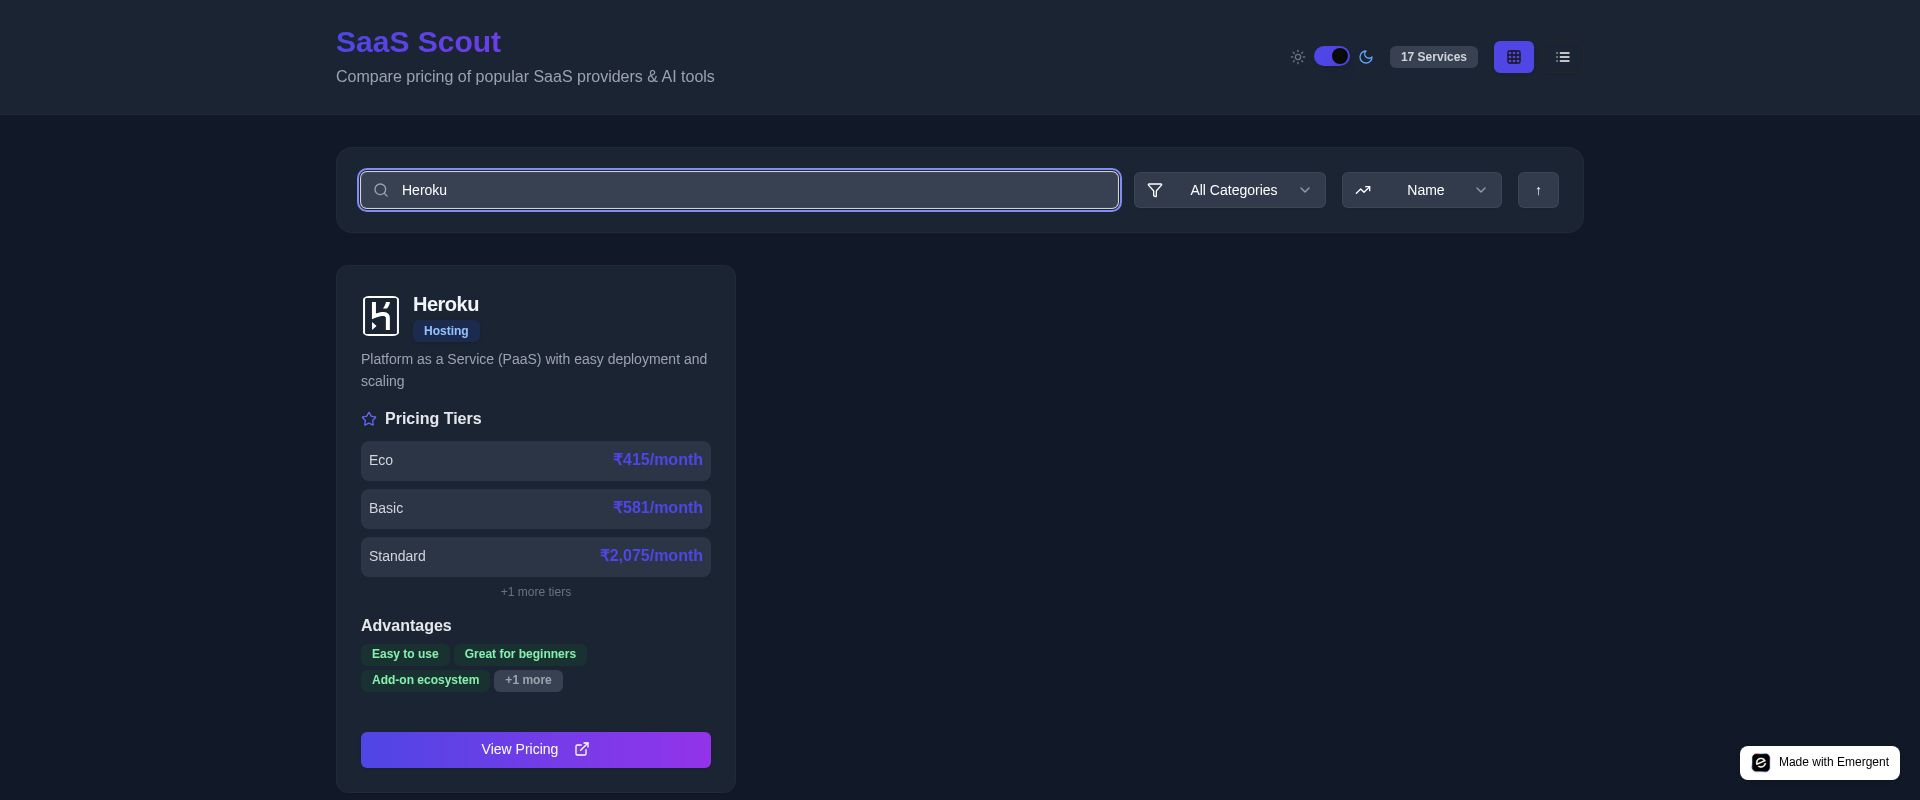 SaaS Scout
Compare pricing of popular SaaS providers & AI tools
17 Services
Heroku
All Categories
Name
↑
Heroku
Hosting
Platform as a Service (PaaS) with easy deployment and
scaling
Pricing Tiers
Eco ₹415/month
Basic ₹581/month
Standard ₹2,075/month
+1 more tiers
Advantages
Easy to use Great for beginners
Add-on ecosystem +1 more
View Pricing
Made with Emergent